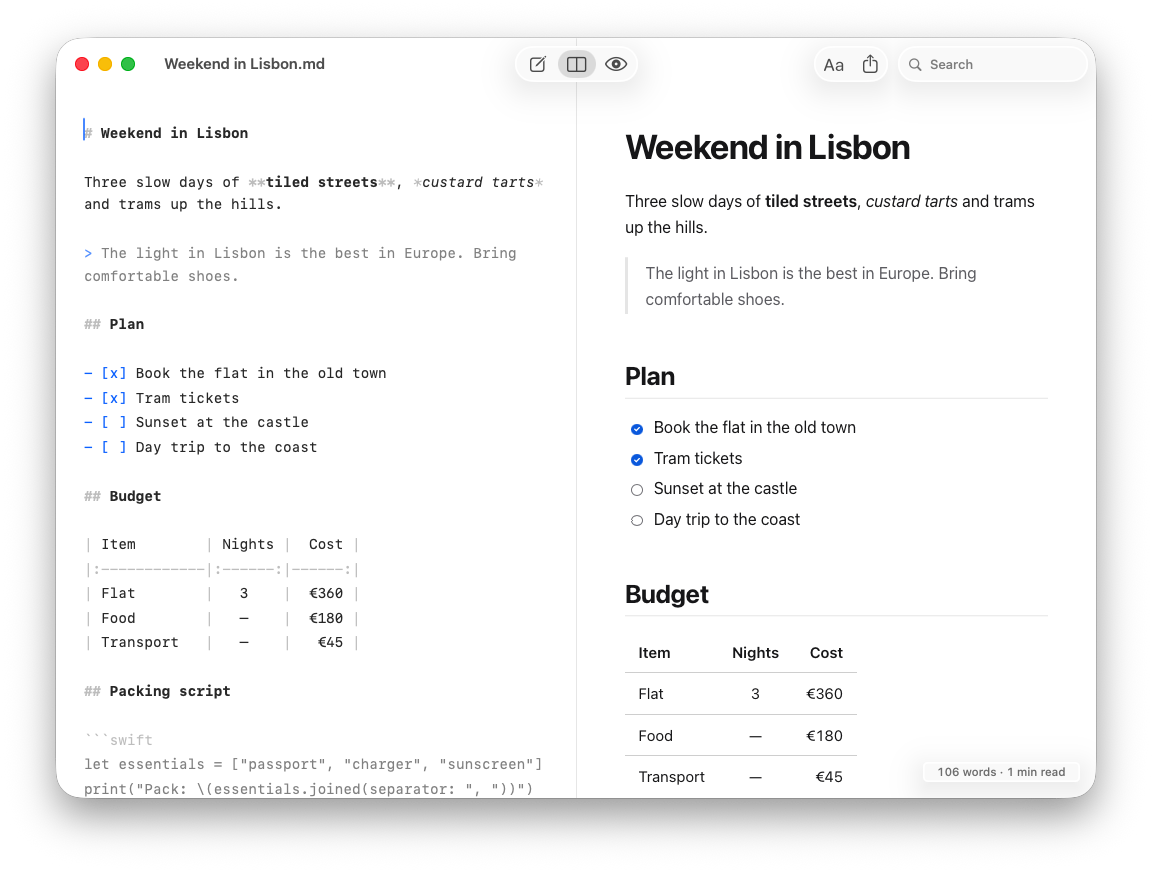 Weekend in Lisbon.md
Aa
Search
# Weekend in Lisbon
Three slow days of **tiled streets**, *custard tarts*
and trams up the hills.
> The light in Lisbon is the best in Europe. Bring
comfortable shoes.
## Plan
- [x] Book the flat in the old town
- [x] Tram tickets
- [ ] Sunset at the castle
- [ ] Day trip to the coast
## Budget
| Item        | Nights |  Cost |
|:------------|:------:|------:|
| Flat        |   3    |  €360 |
| Food        |   —    |  €180 |
| Transport   |   —    |   €45 |
## Packing script
```swift
let essentials = ["passport", "charger", "sunscreen"]
print("Pack: \(essentials.joined(separator: ", "))")
Weekend in Lisbon
Three slow days of tiled streets, custard tarts and trams
up the hills.
The light in Lisbon is the best in Europe. Bring
comfortable shoes.
Plan
Book the flat in the old town
Tram tickets
Sunset at the castle
Day trip to the coast
Budget
Item Nights Cost
Flat 3 €360
Food — €180
Transport — €45
106 words · 1 min read